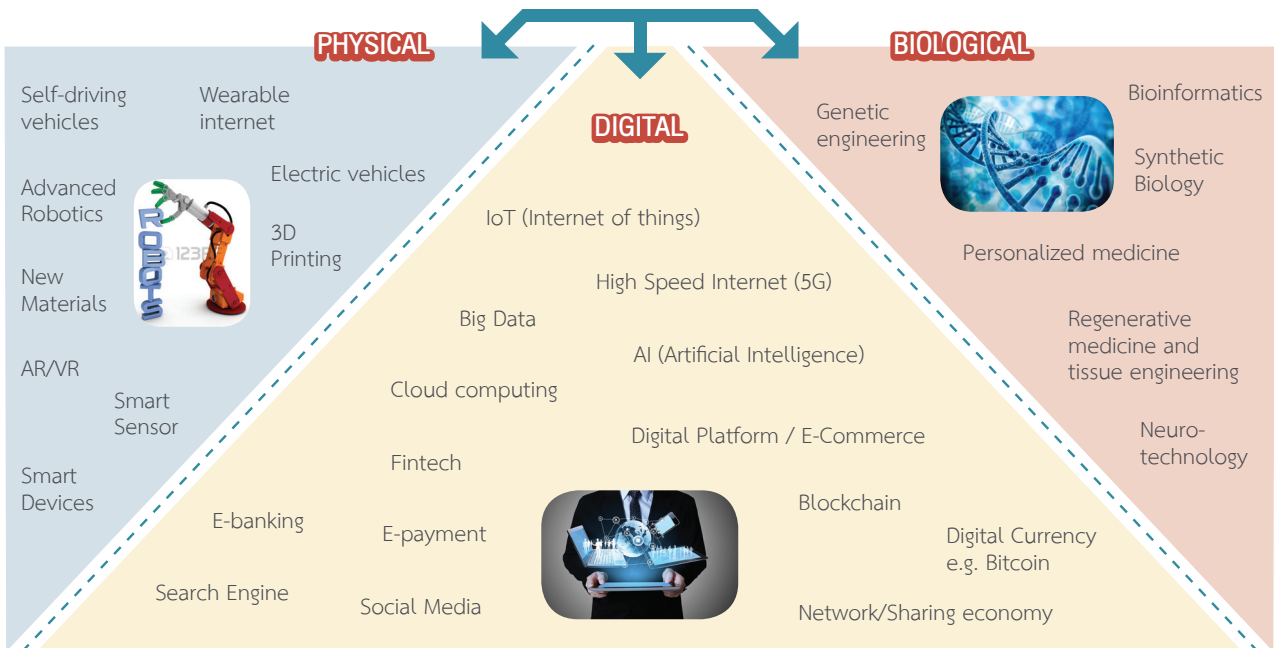 PHYSICAL
Self-driving
vehicles
Wearable
internet
Advanced
Robotics
ROBOTS
123
Electric vehicles
3D
Printing
New
Materials
AR/VR
Smart
Sensor
Smart
Devices
DIGITAL
IoT (Internet of things)
High Speed Internet (5G)
Big Data
AI (Artificial Intelligence)
Cloud computing
Digital Platform / E-Commerce
Fintech
Blockchain
E-banking
E-payment
Digital Currency
e.g. Bitcoin
Search Engine
Social Media
Network/Sharing economy
BIOLOGICAL
Genetic
engineering
Bioinformatics
Synthetic
Biology
Personalized medicine
Regenerative
medicine and
tissue engineering
Neuro-
technology